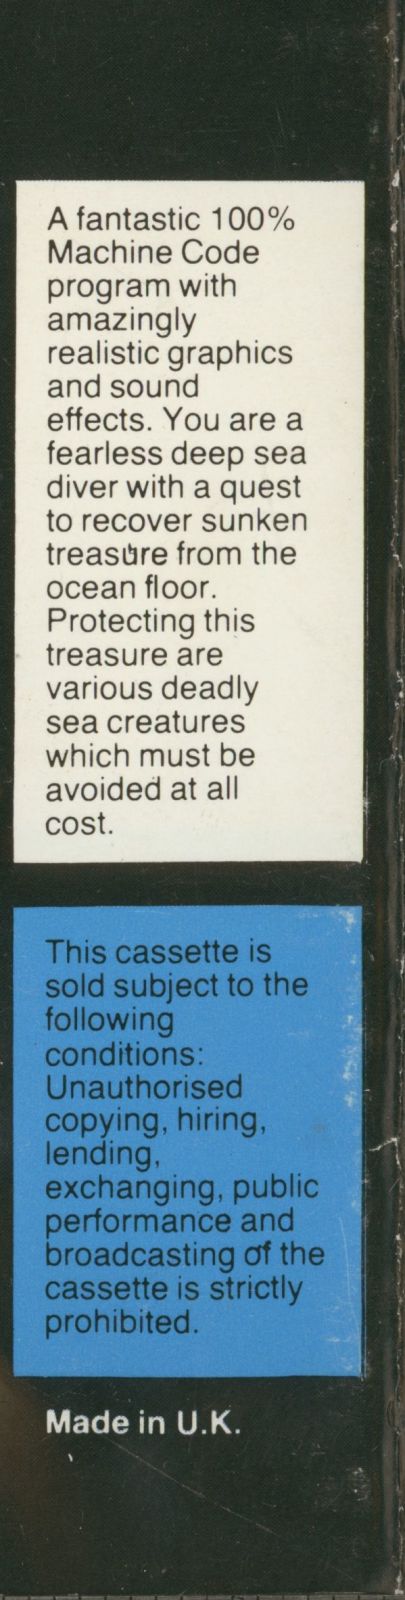 A fantastic 100%
Machine Code
program with
amazingly
realistic graphics
and sound
effects. You are a
fearless deep sea
diver with a quest
to recover sunken
treasure from the
ocean floor.
Protecting this
treasure are
various deadly
sea creatures
which must be
avoided at all
cost.
This cassette is
sold subject to the
following
conditions:
Unauthorised
copying, hiring,
lending,
exchanging, public
performance and
broadcasting of the
cassette is strictly
prohibited.
Made in U.K.